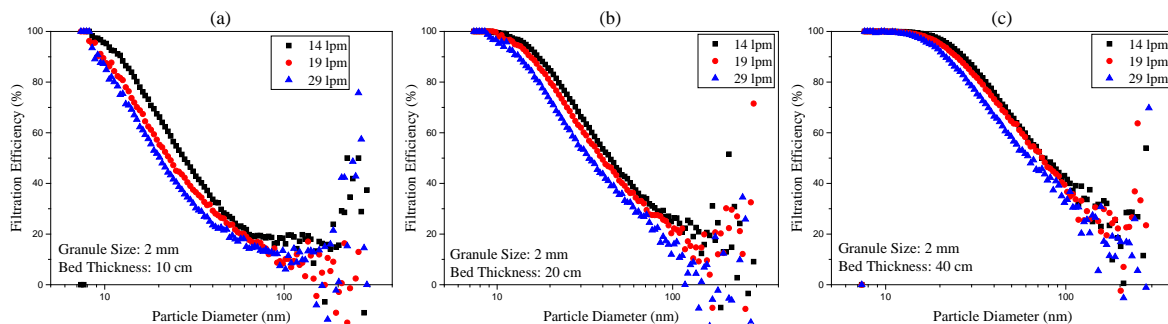 (a)
100
80
60
40
20
0
Filtration Efficiency (%)
14 lpm
19 lpm
29 lpm
Granule Size: 2 mm
Bed Thickness: 10 cm
10
100
Particle Diameter (nm)
(b)
100
80
60
40
20
0
Filtration Efficiency (%)
14 lpm
19 lpm
29 lpm
Granule Size: 2 mm
Bed Thickness: 20 cm
10
100
Particle Diameter (nm)
(c)
100
80
60
40
20
0
Filtration Efficiency (%)
14 lpm
19 lpm
29 lpm
Granule Size: 2 mm
Bed Thickness: 40 cm
10
100
Particle Diameter (nm)